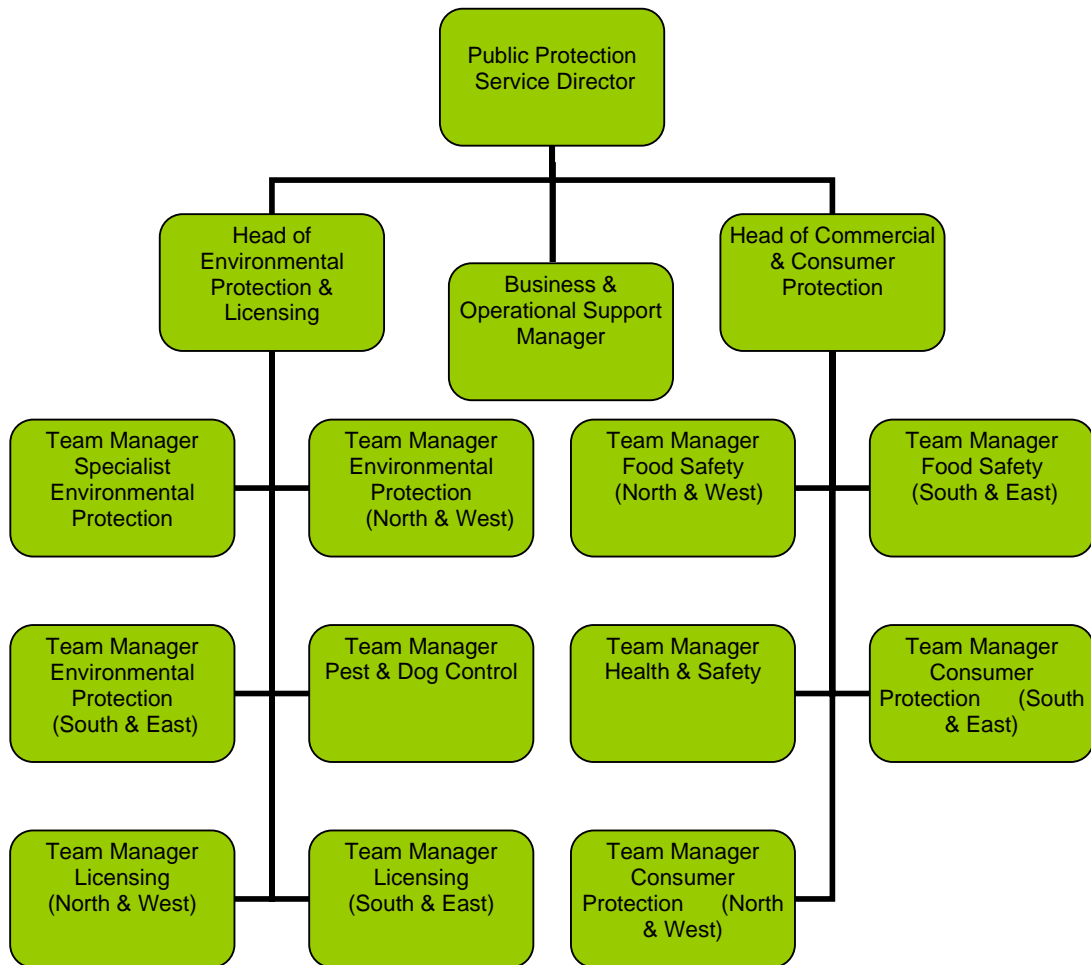 Public Protection
Service Director
Head of
Environmental
Protection &
Licensing
Business &
Operational Support
Manager
Head of Commercial
& Consumer
Protection
Team Manager
Specialist
Environmental
Protection
Team Manager
Environmental
Protection
(North & West)
Team Manager
Food Safety
(North & West)
Team Manager
Food Safety
(South & East)
Team Manager
Environmental
Protection
(South & East)
Team Manager
Pest & Dog Control
Team Manager
Health & Safety
Team Manager
Consumer
Protection (South
& East)
Team Manager
Licensing
(North & West)
Team Manager
Licensing
(South & East)
Team Manager
Consumer
Protection (North
& West)